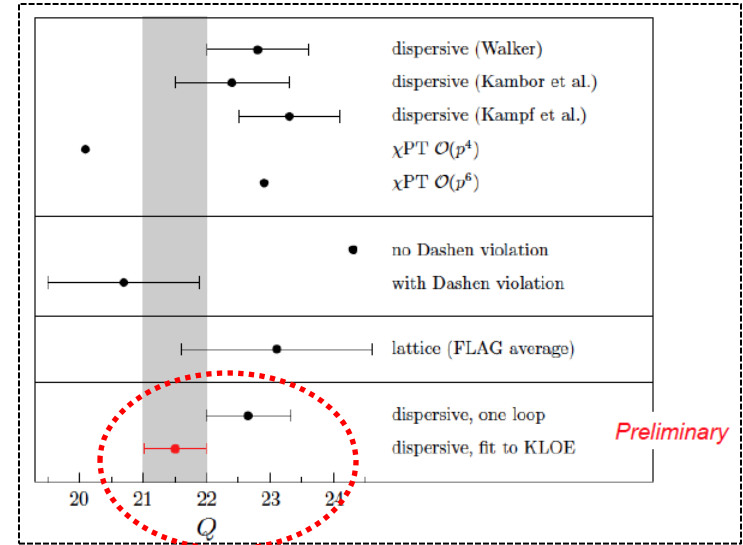 dispersive (Walker)
dispersive (Kambor et al.)
dispersive (Kampf et al.)
χPT 𝒪(p⁴)
χPT 𝒪(p⁶)
no Dashen violation
with Dashen violation
lattice (FLAG average)
dispersive, one loop
Preliminary
dispersive, fit to KLOE
20 21 22 23 24
Q